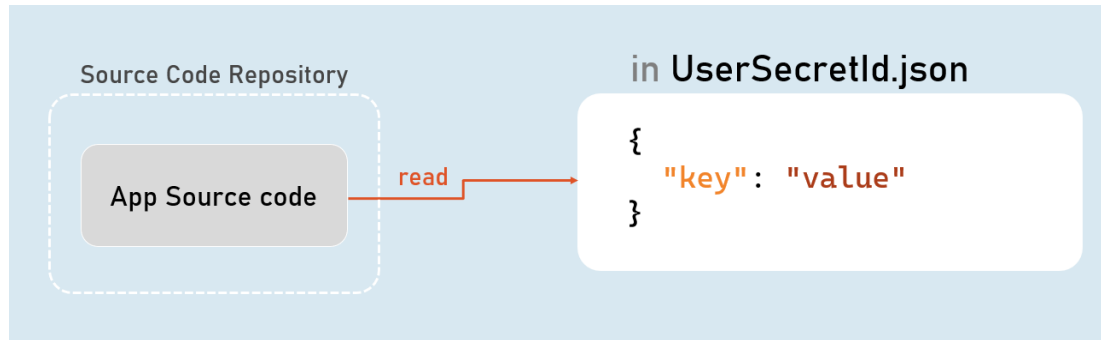 Source Code Repository
App Source code
read
in UserSecretId.json
{
"key": "value"
}